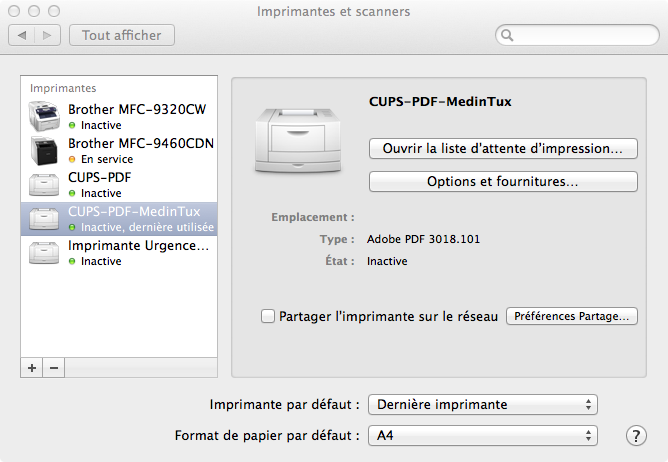 Imprimantes et scanners
Tout afficher
Imprimantes
Brother MFC-9320CW
Inactive
Brother MFC-9460CDN
En service
CUPS-PDF
Inactive
CUPS-PDF-MedinTux
Inactive, dernière utilisée
Imprimante Urgence...
Inactive
CUPS-PDF-MedinTux
Ouvrir la liste d'attente d'impression...
Options et fournitures...
Emplacement :
Type : Adobe PDF 3018.101
État : Inactive
Partager l'imprimante sur le réseau Préférences Partage...
+ −
Imprimante par défaut : Dernière imprimante
Format de papier par défaut : A4 ?